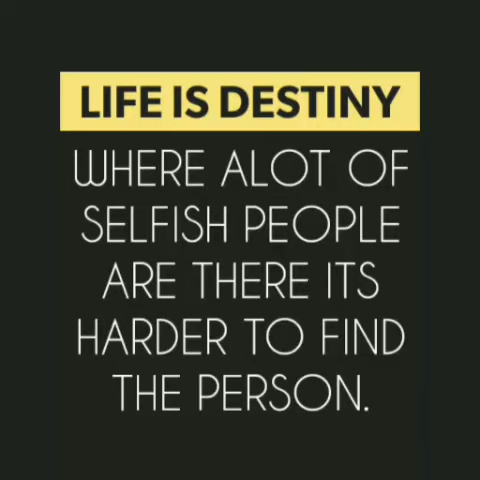 LIFE IS DESTINY
WHERE ALOT OF
SELFISH PEOPLE
ARE THERE ITS
HARDER TO FIND
THE PERSON.